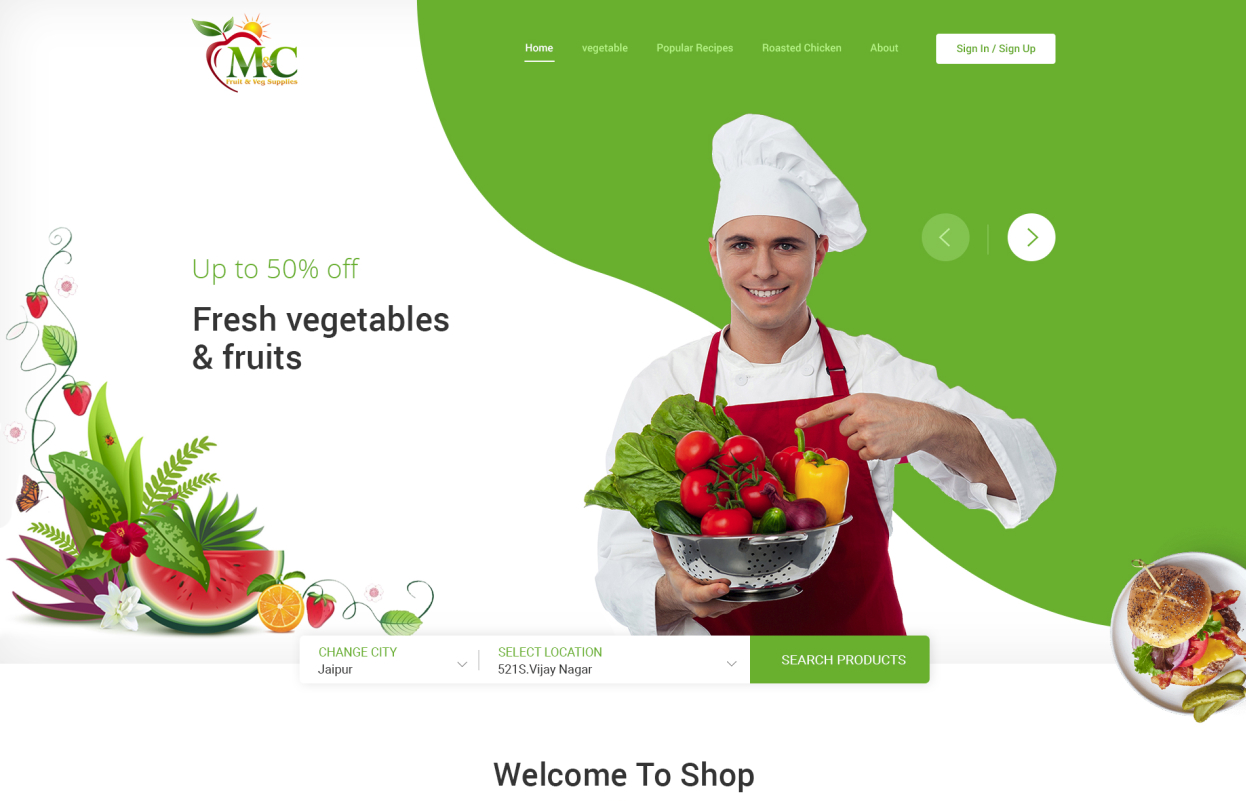 M&C
Fruit & Veg Supplies
Home
vegetable
Popular Recipes
Roasted Chicken
About
Sign In / Sign Up
Up to 50% off
Fresh vegetables
& fruits
CHANGE CITY
Jaipur
SELECT LOCATION
521S.Vijay Nagar
SEARCH PRODUCTS
Welcome To Shop